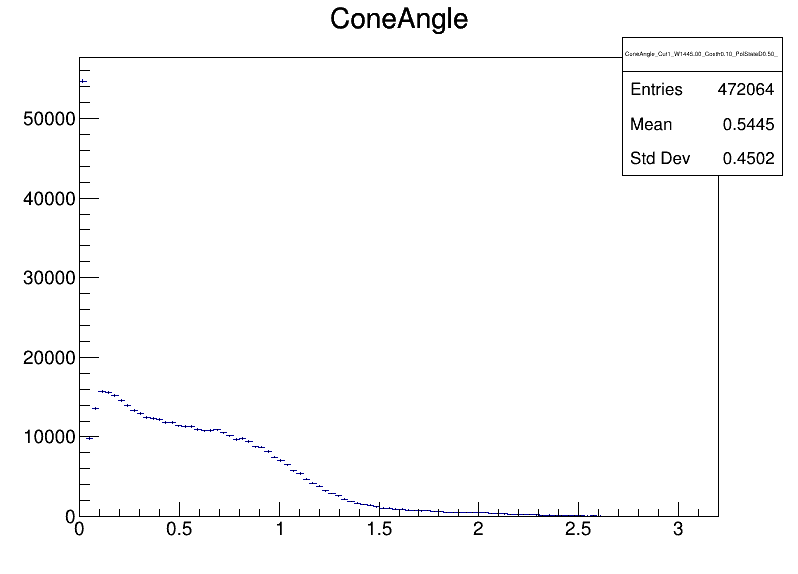 ConeAngle
ConeAngle_Cut1_W1445.00_Costh0.10_PolStateD0.50_
Entries 472064
Mean 0.5445
Std Dev 0.4502
50000
40000
30000
20000
10000
0
0 0.5 1 1.5 2 2.5 3